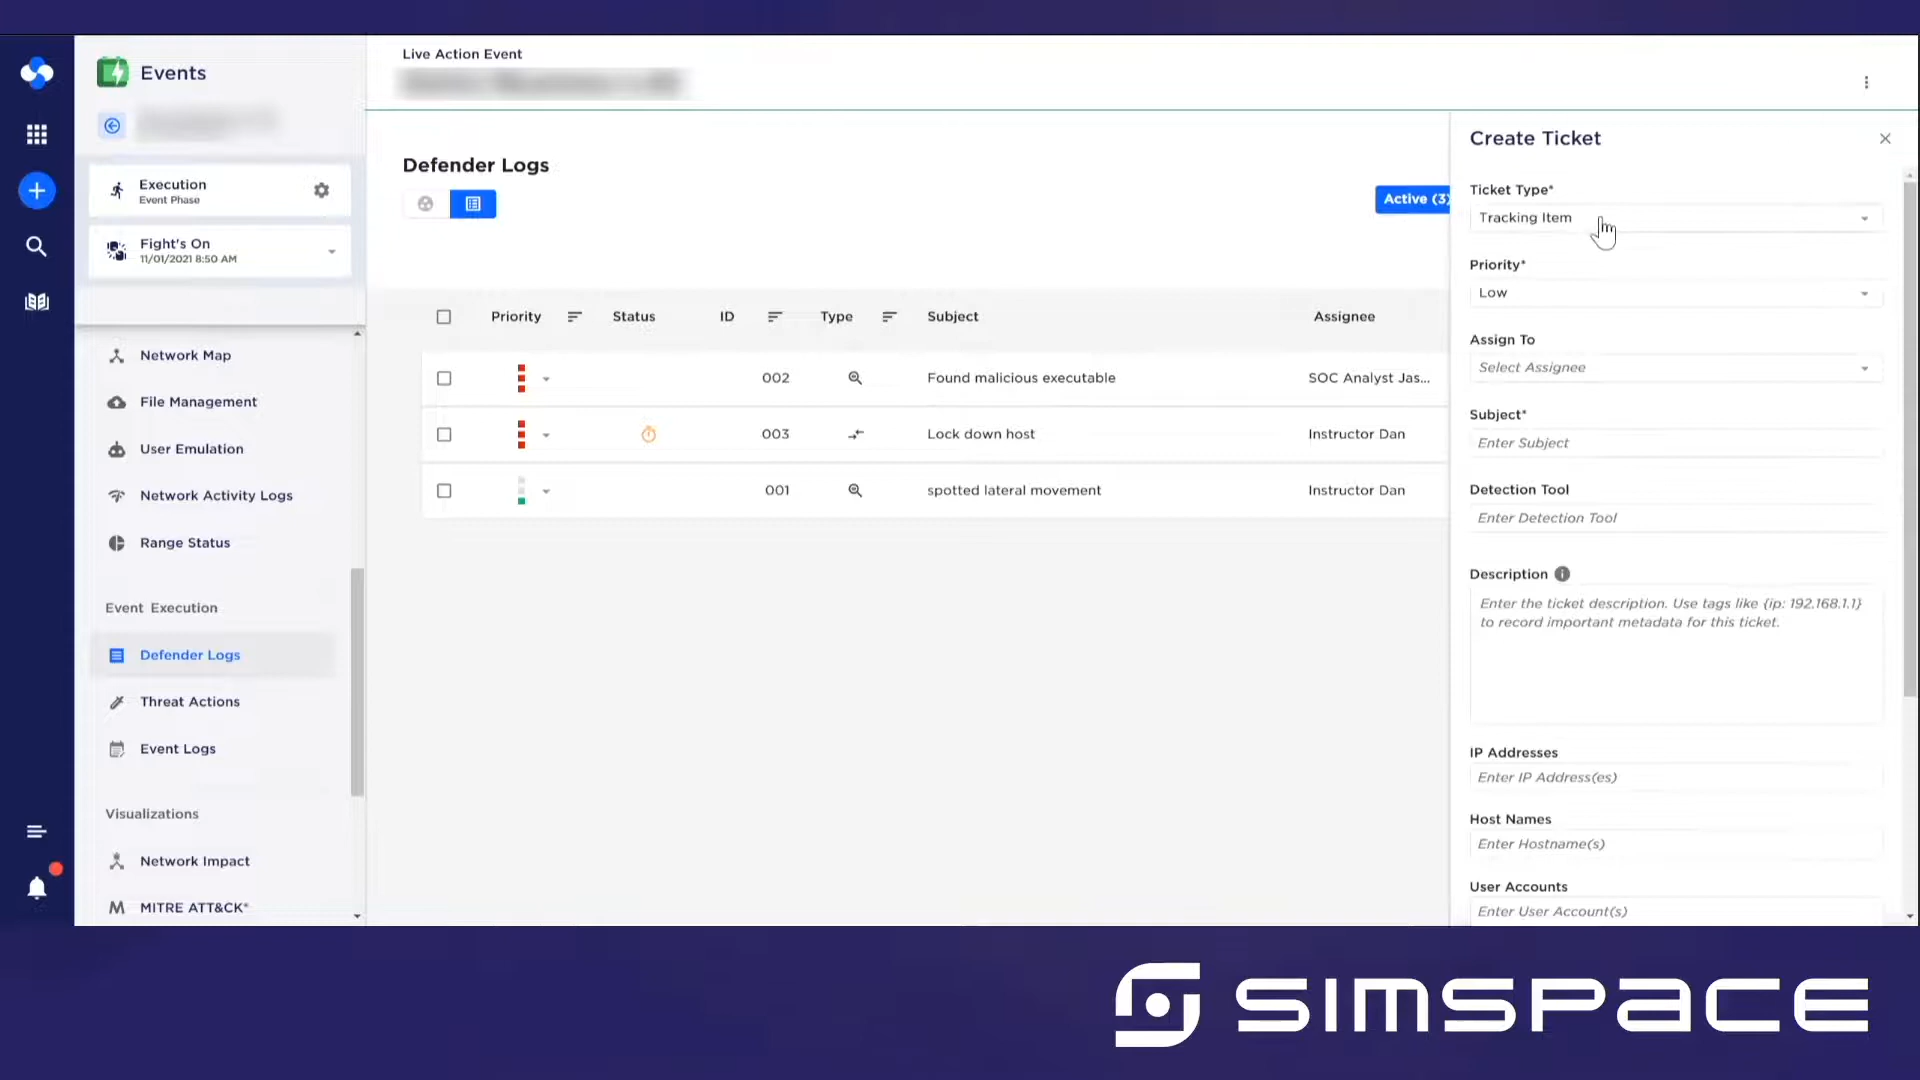 Events
Execution
Event Phase
Fight's On
11/01/2021 8:50 AM
Network Map
File Management
User Emulation
Network Activity Logs
Range Status
Event Execution
Defender Logs
Threat Actions
Event Logs
Visualizations
Network Impact
MITRE ATT&CK®
Live Action Event
Defender Logs
Active (3)
Priority Status ID Type Subject Assignee
002 Found malicious executable SOC Analyst Jas...
003 Lock down host Instructor Dan
001 spotted lateral movement Instructor Dan
Create Ticket
Ticket Type*
Tracking Item
Priority*
Low
Assign To
Select Assignee
Subject*
Enter Subject
Detection Tool
Enter Detection Tool
Description
Enter the ticket description. Use tags like {ip: 192.168.1.1}
to record important metadata for this ticket.
IP Addresses
Enter IP Address(es)
Host Names
Enter Hostname(s)
User Accounts
Enter User Account(s)
SIMSPACE